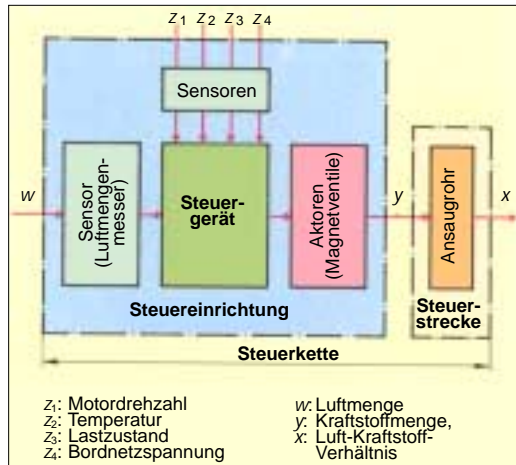 z1 z2 z3 z4
Sensoren
w
Sensor
(Luftmengen-
messer)
Steuer-
gerät
Aktoren
(Magnetventile)
y
Ansaugrohr
x
Steuereinrichtung
Steuer-
strecke
Steuerkette
z1: Motordrehzahl
z2: Temperatur
z3: Lastzustand
z4: Bordnetzspannung
w: Luftmenge
y: Kraftstoffmenge,
x: Luft-Kraftstoff-
Verhältnis